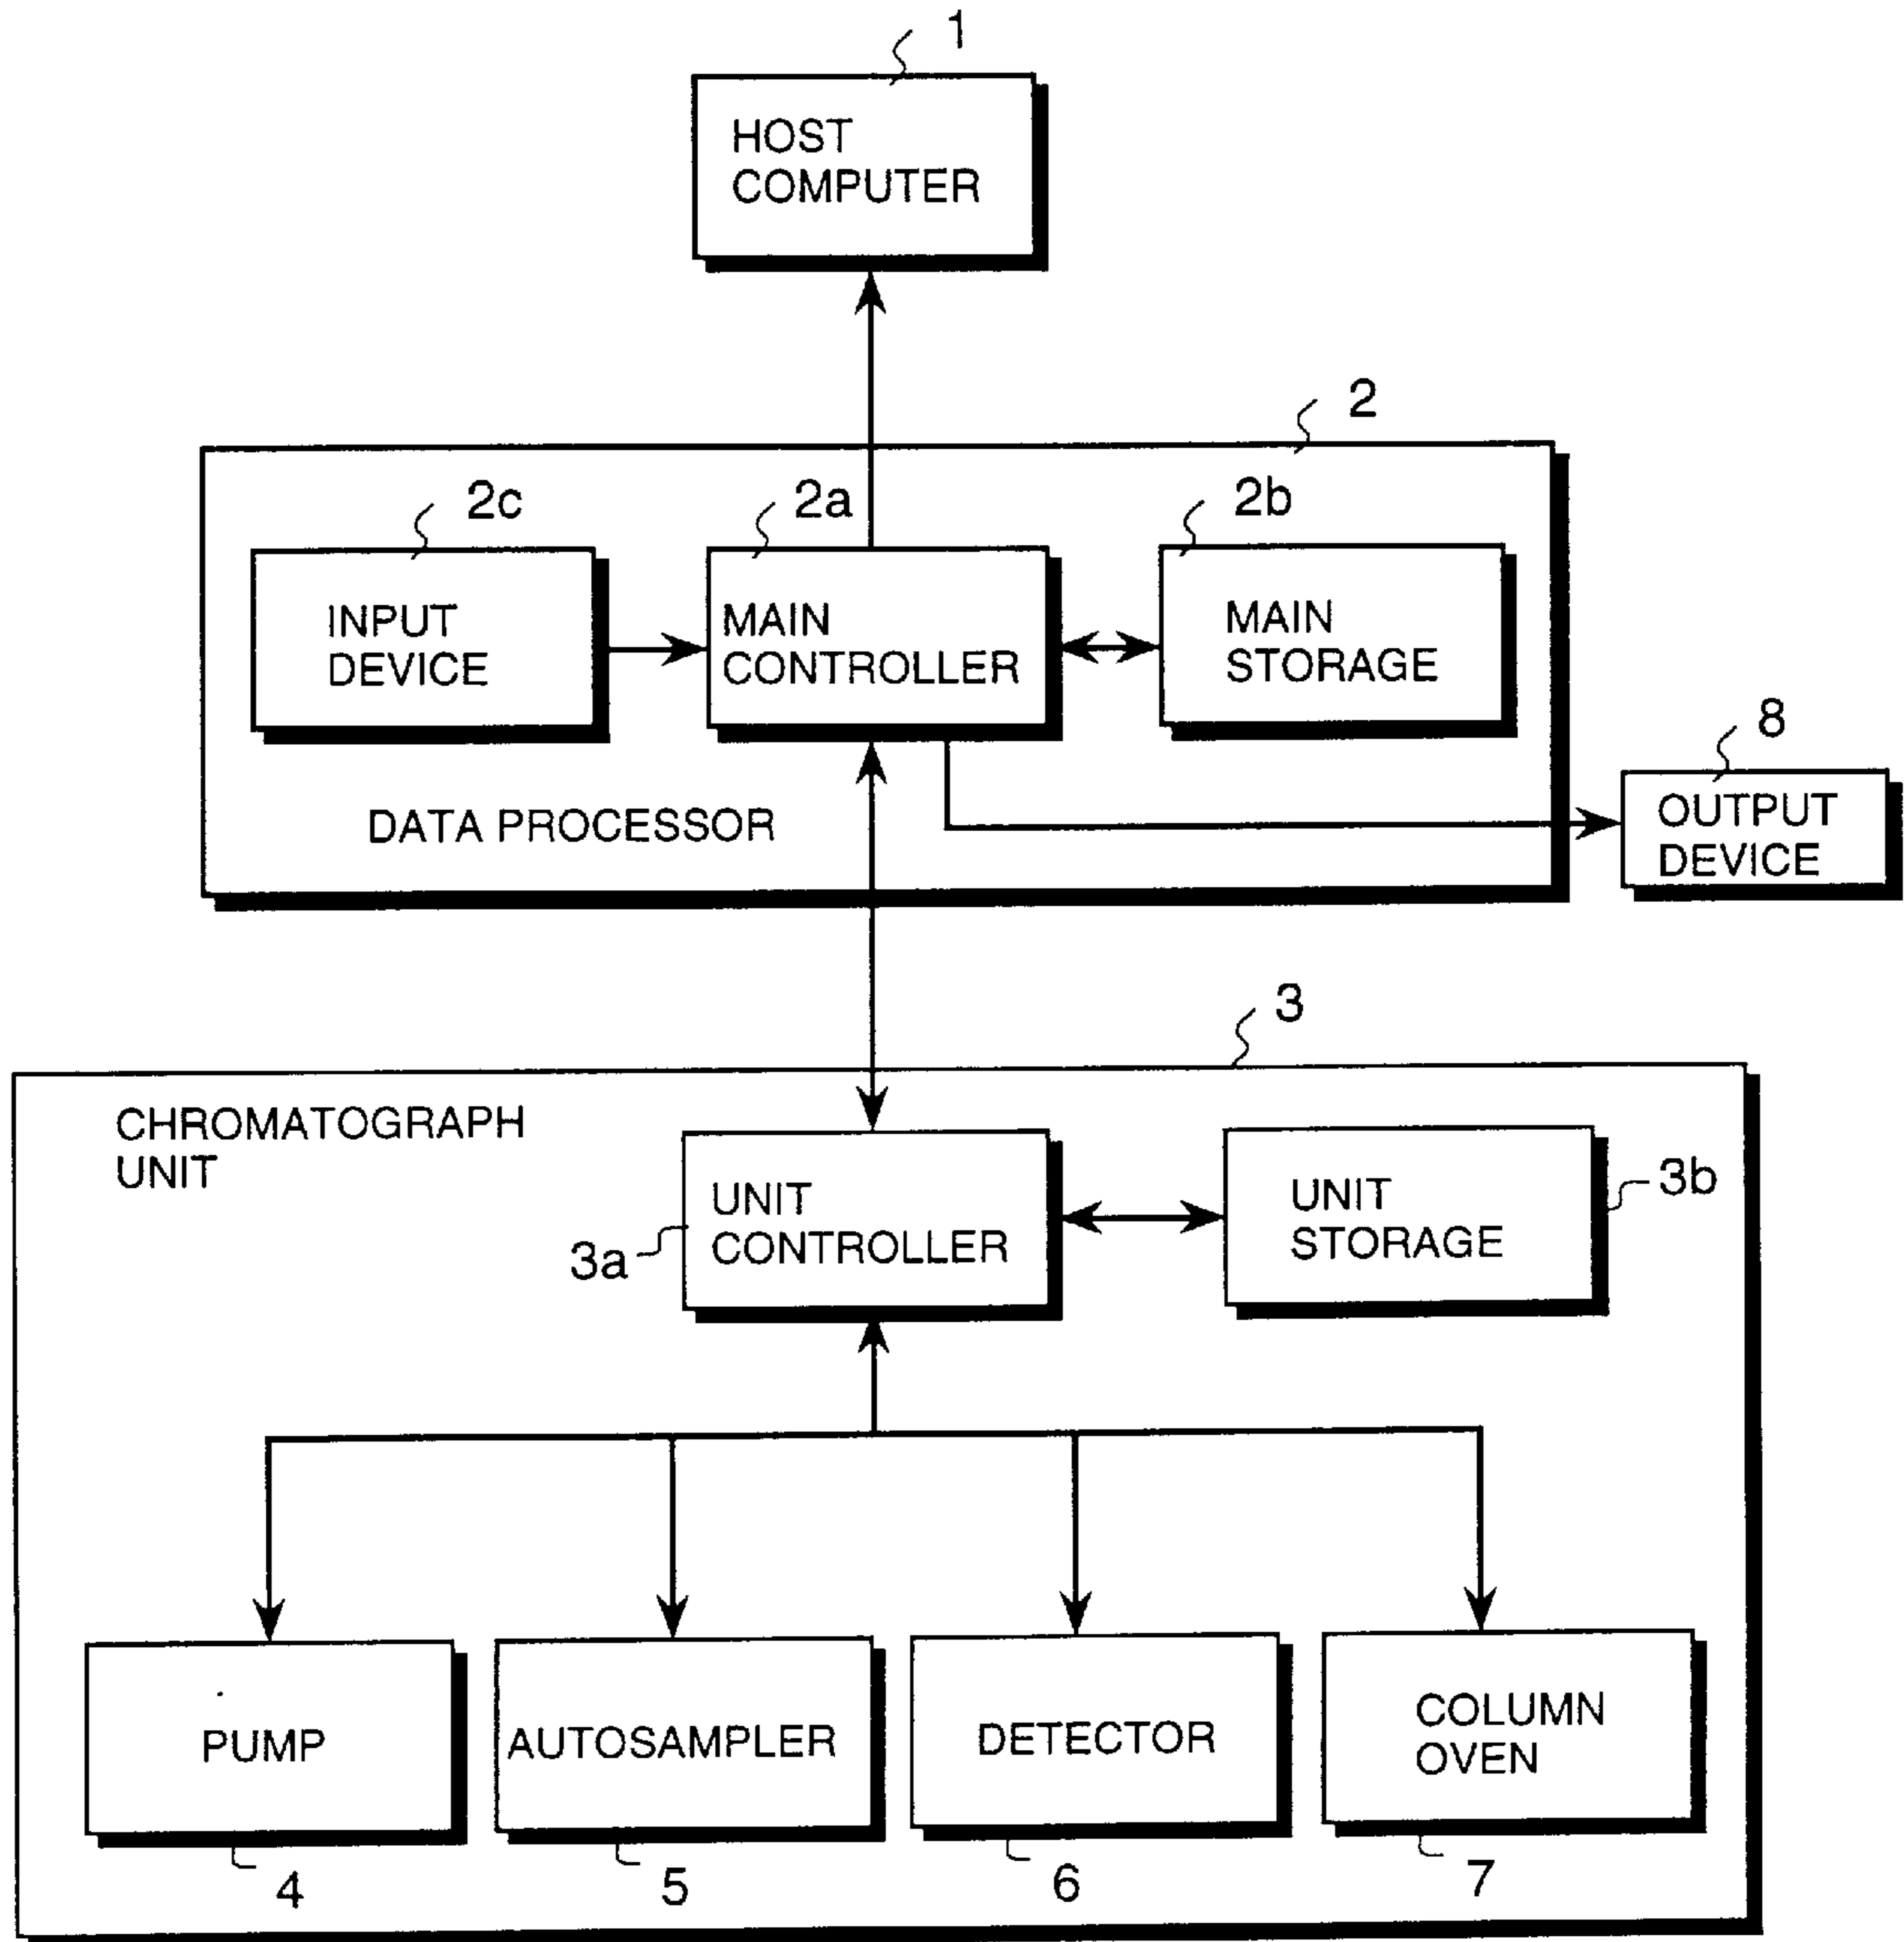 1
HOST
COMPUTER
2
2c
2a
2b
INPUT
DEVICE
MAIN
CONTROLLER
MAIN
STORAGE
8
OUTPUT
DEVICE
DATA PROCESSOR
3
CHROMATOGRAPH
UNIT
UNIT
CONTROLLER
3a
UNIT
STORAGE
3b
PUMP
AUTOSAMPLER
DETECTOR
COLUMN
OVEN
4
5
6
7